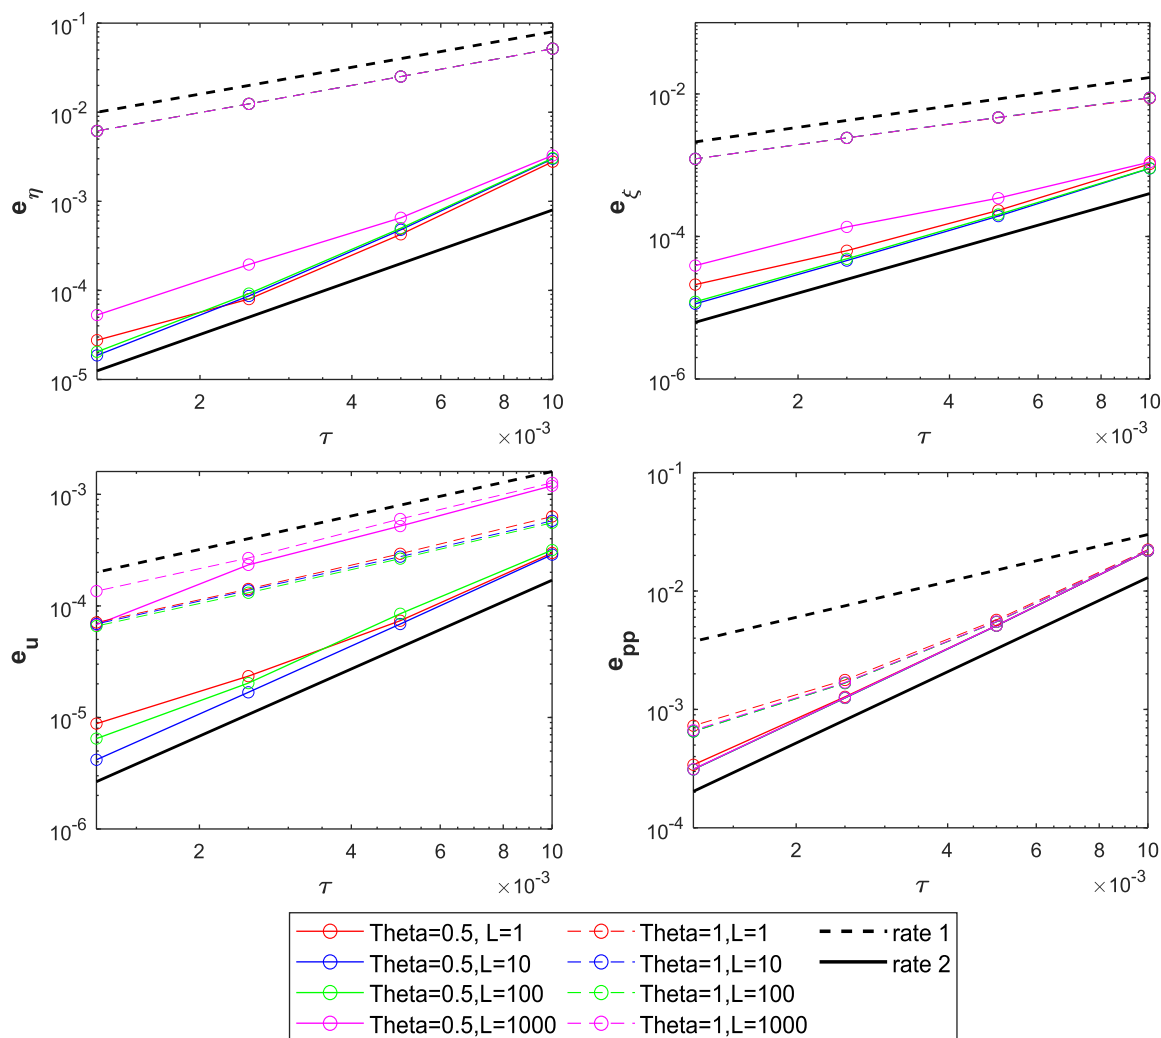 10-1
10-2
10-3
10-4
10-5
eη
2 4 6 8 10
τ ×10-3
10-2
10-4
10-6
eξ
2 4 6 8 10
τ ×10-3
10-3
10-4
10-5
10-6
eu
2 4 6 8 10
τ ×10-3
10-1
10-2
10-3
10-4
epp
2 4 6 8 10
τ ×10-3
Theta=0.5, L=1 Theta=1,L=1 rate 1
Theta=0.5,L=10 Theta=1,L=10 rate 2
Theta=0.5,L=100 Theta=1,L=100
Theta=0.5,L=1000 Theta=1,L=1000